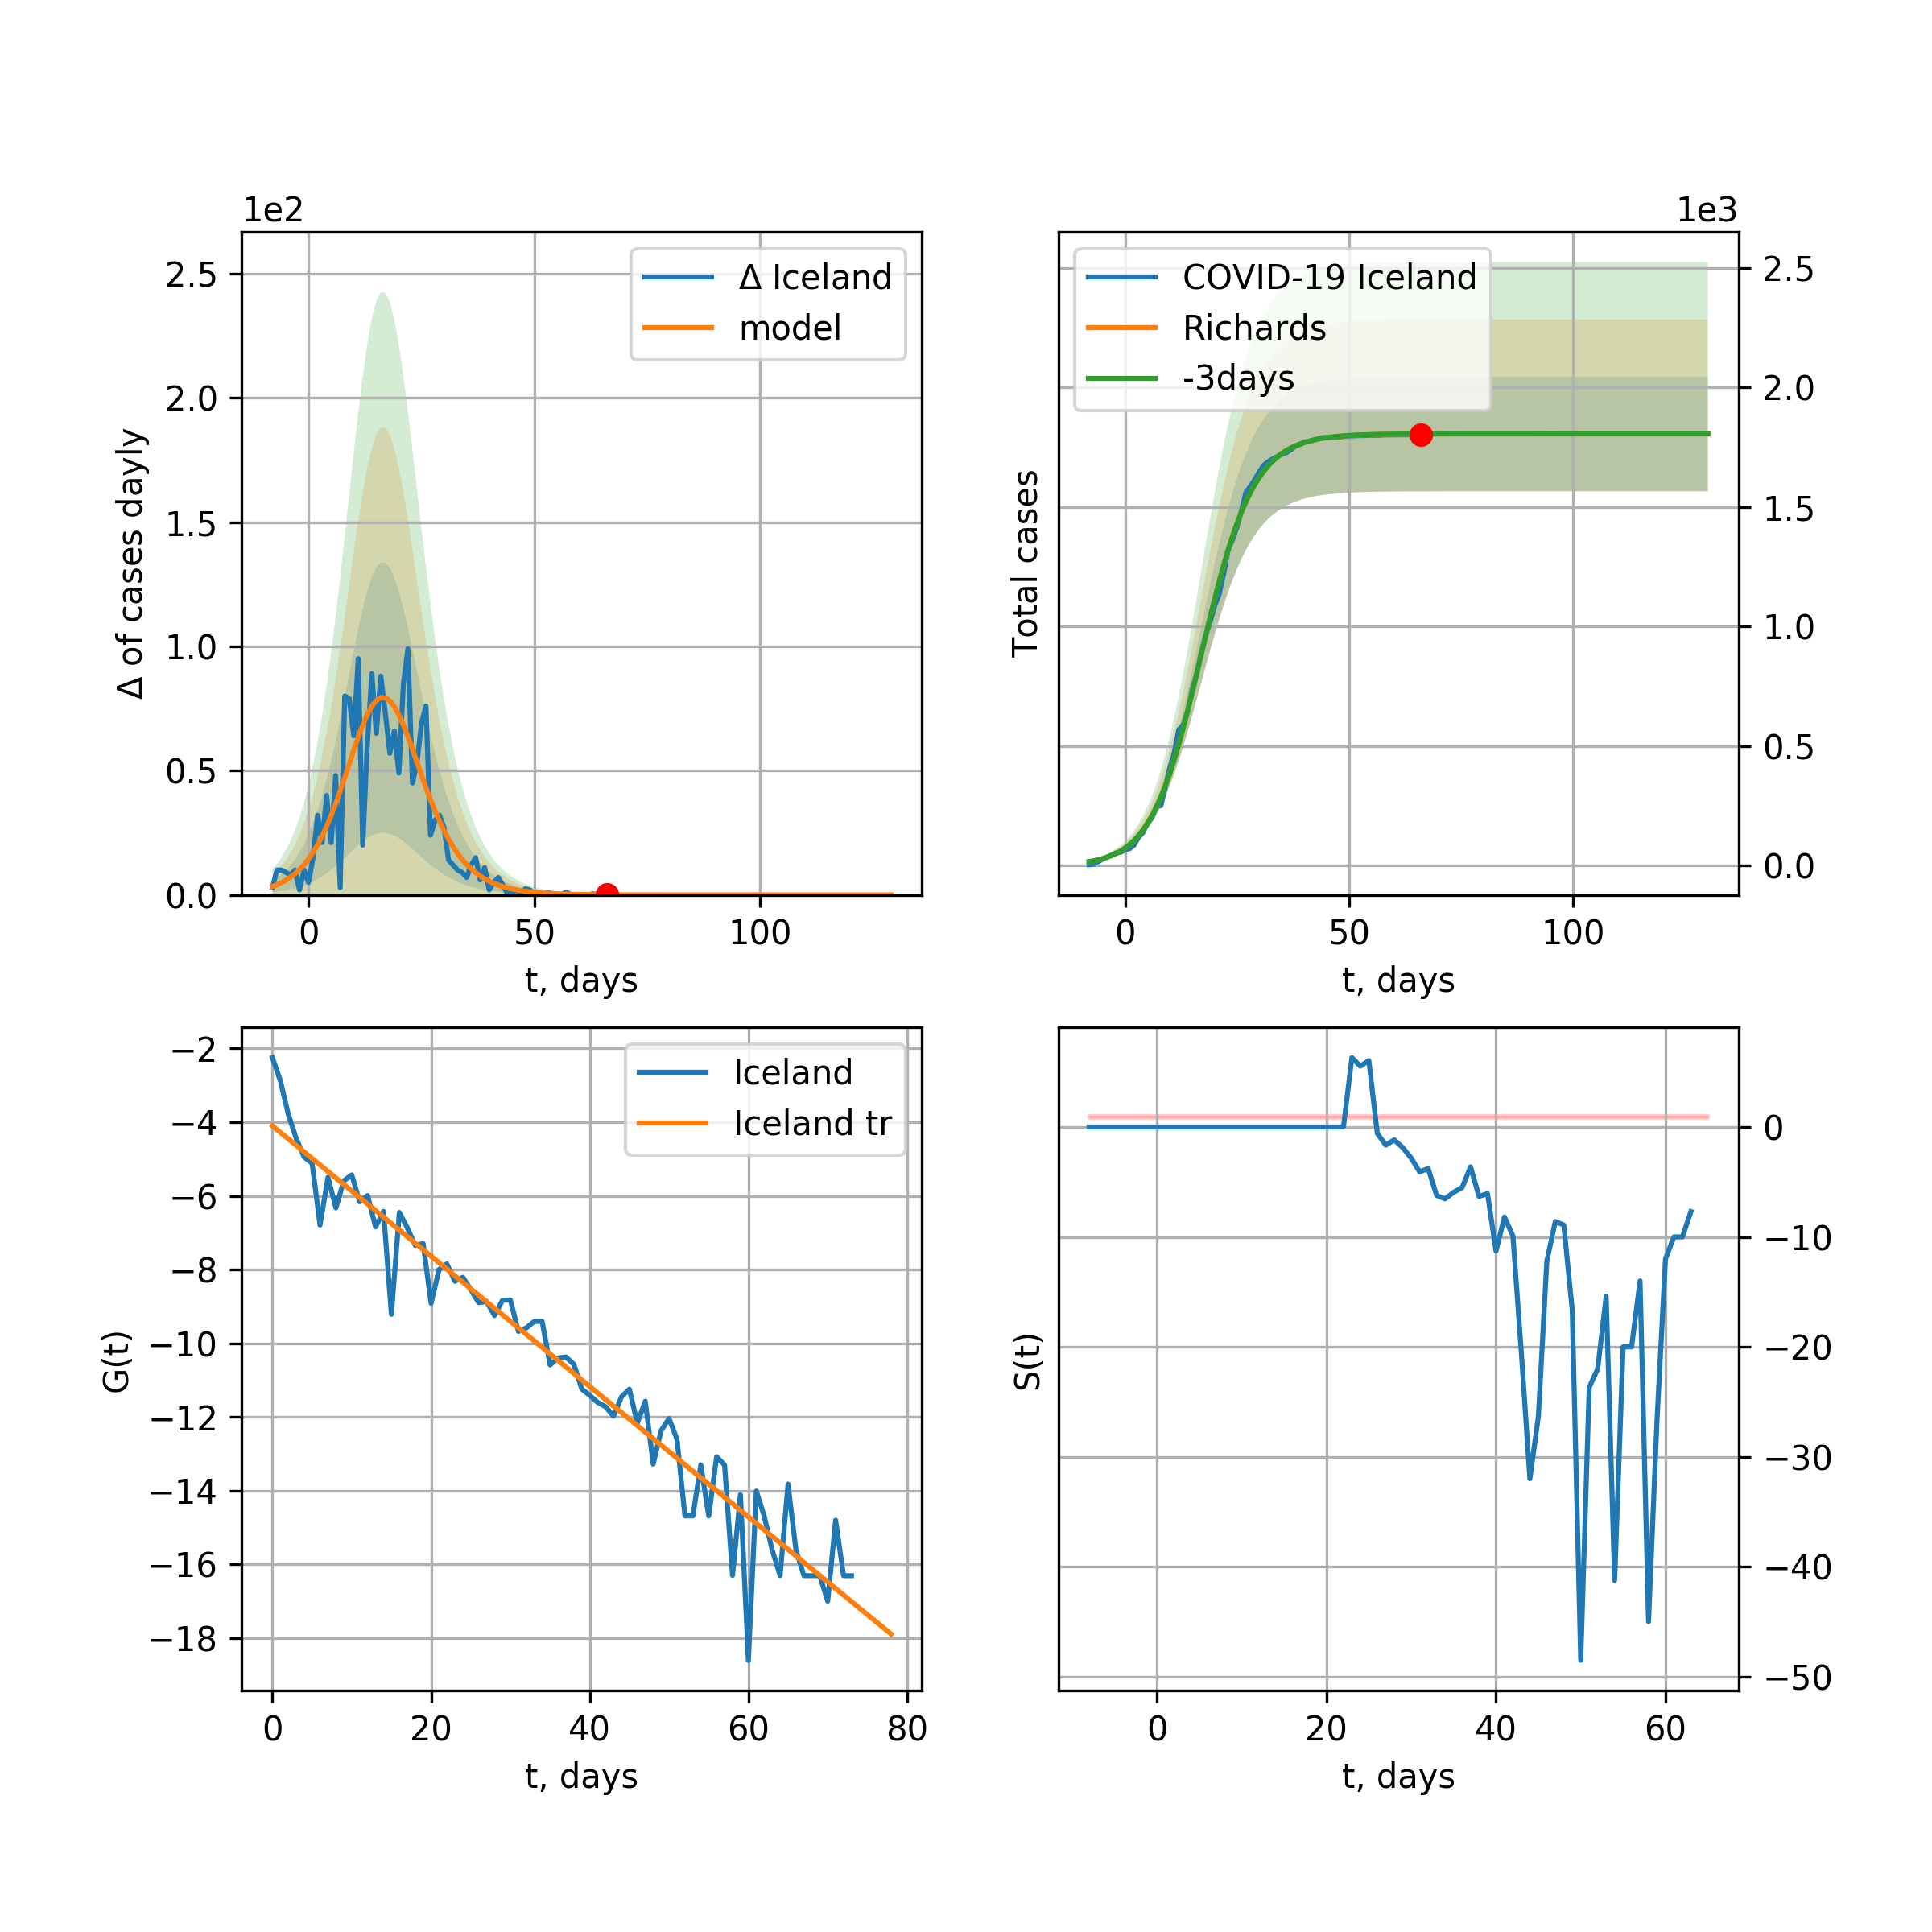 1e2
2.5
2.0
1.5
1.0
0.5
0.0
Δ of cases dayly
Δ Iceland
model
0 50 100
t, days
1e3
COVID-19 Iceland
Richards
-3days
Total cases
2.5
2.0
1.5
1.0
0.5
0.0
0 50 100
t, days
−2
−4
−6
−8
−10
−12
−14
−16
−18
G(t)
Iceland
Iceland tr
0 20 40 60 80
t, days
S(t)
0
−10
−20
−30
−40
−50
0 20 40 60
t, days